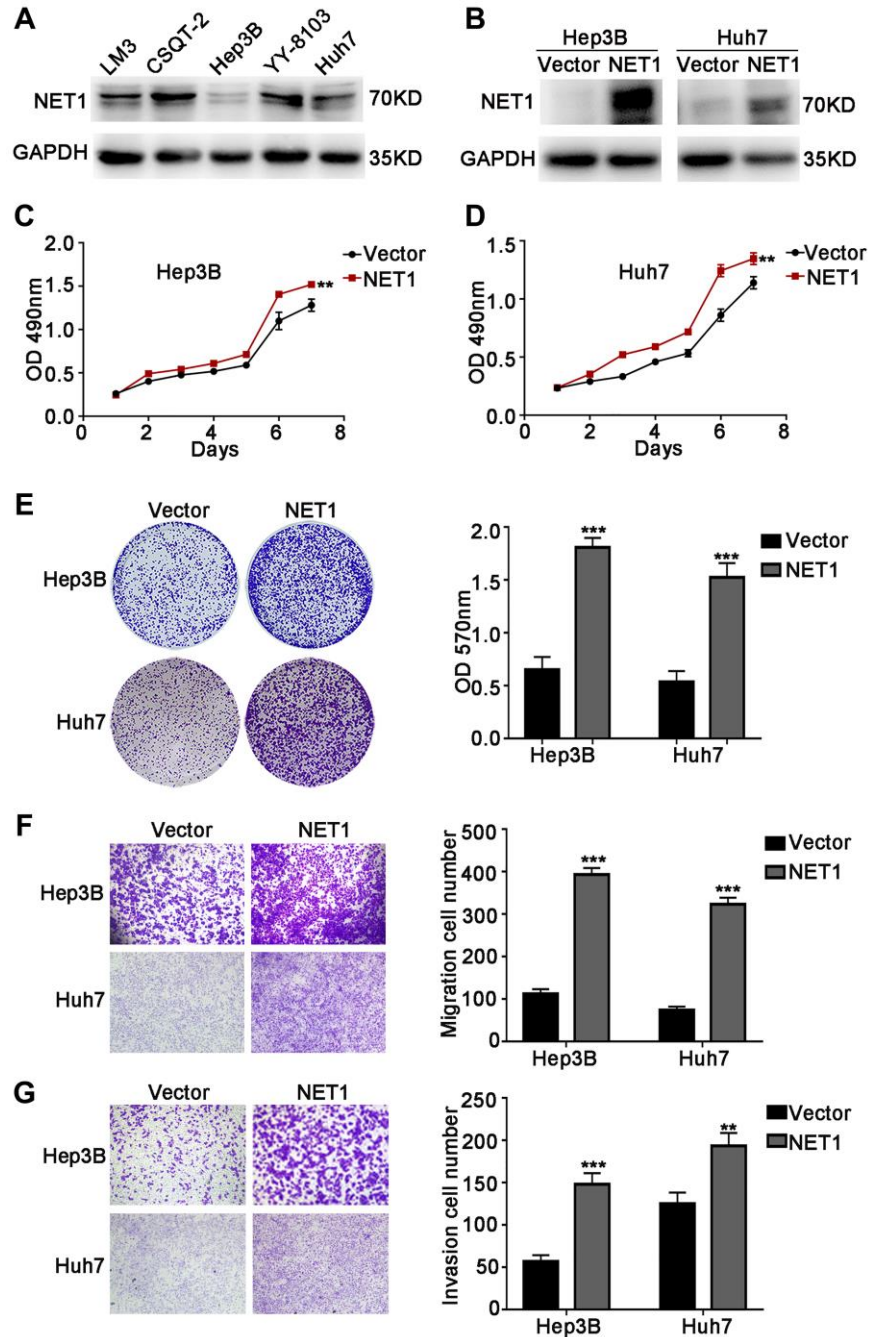 A
LM3 CSQT-2 Hep3B YY-8103 Huh7
NET1 70KD
GAPDH 35KD
B
Hep3B Huh7
Vector NET1 Vector NET1
NET1 70KD
GAPDH 35KD
C
Hep3B
Vector
NET1
**
OD 490nm
2.0
1.5
1.0
0.5
0.0
0 2 4 6 8
Days
D
Huh7
Vector
NET1
**
OD 490nm
1.5
1.0
0.5
0.0
0 2 4 6 8
Days
E
Vector NET1
Hep3B
Huh7
OD 570nm
2.0
1.5
1.0
0.5
0.0
*** ***
Hep3B Huh7
Vector
NET1
F
Vector NET1
Hep3B
Huh7
Migration cell number
500
400
300
200
100
0
*** ***
Hep3B Huh7
Vector
NET1
G
Vector NET1
Hep3B
Huh7
Invasion cell number
250
200
150
100
50
0
*** **
Hep3B Huh7
Vector
NET1